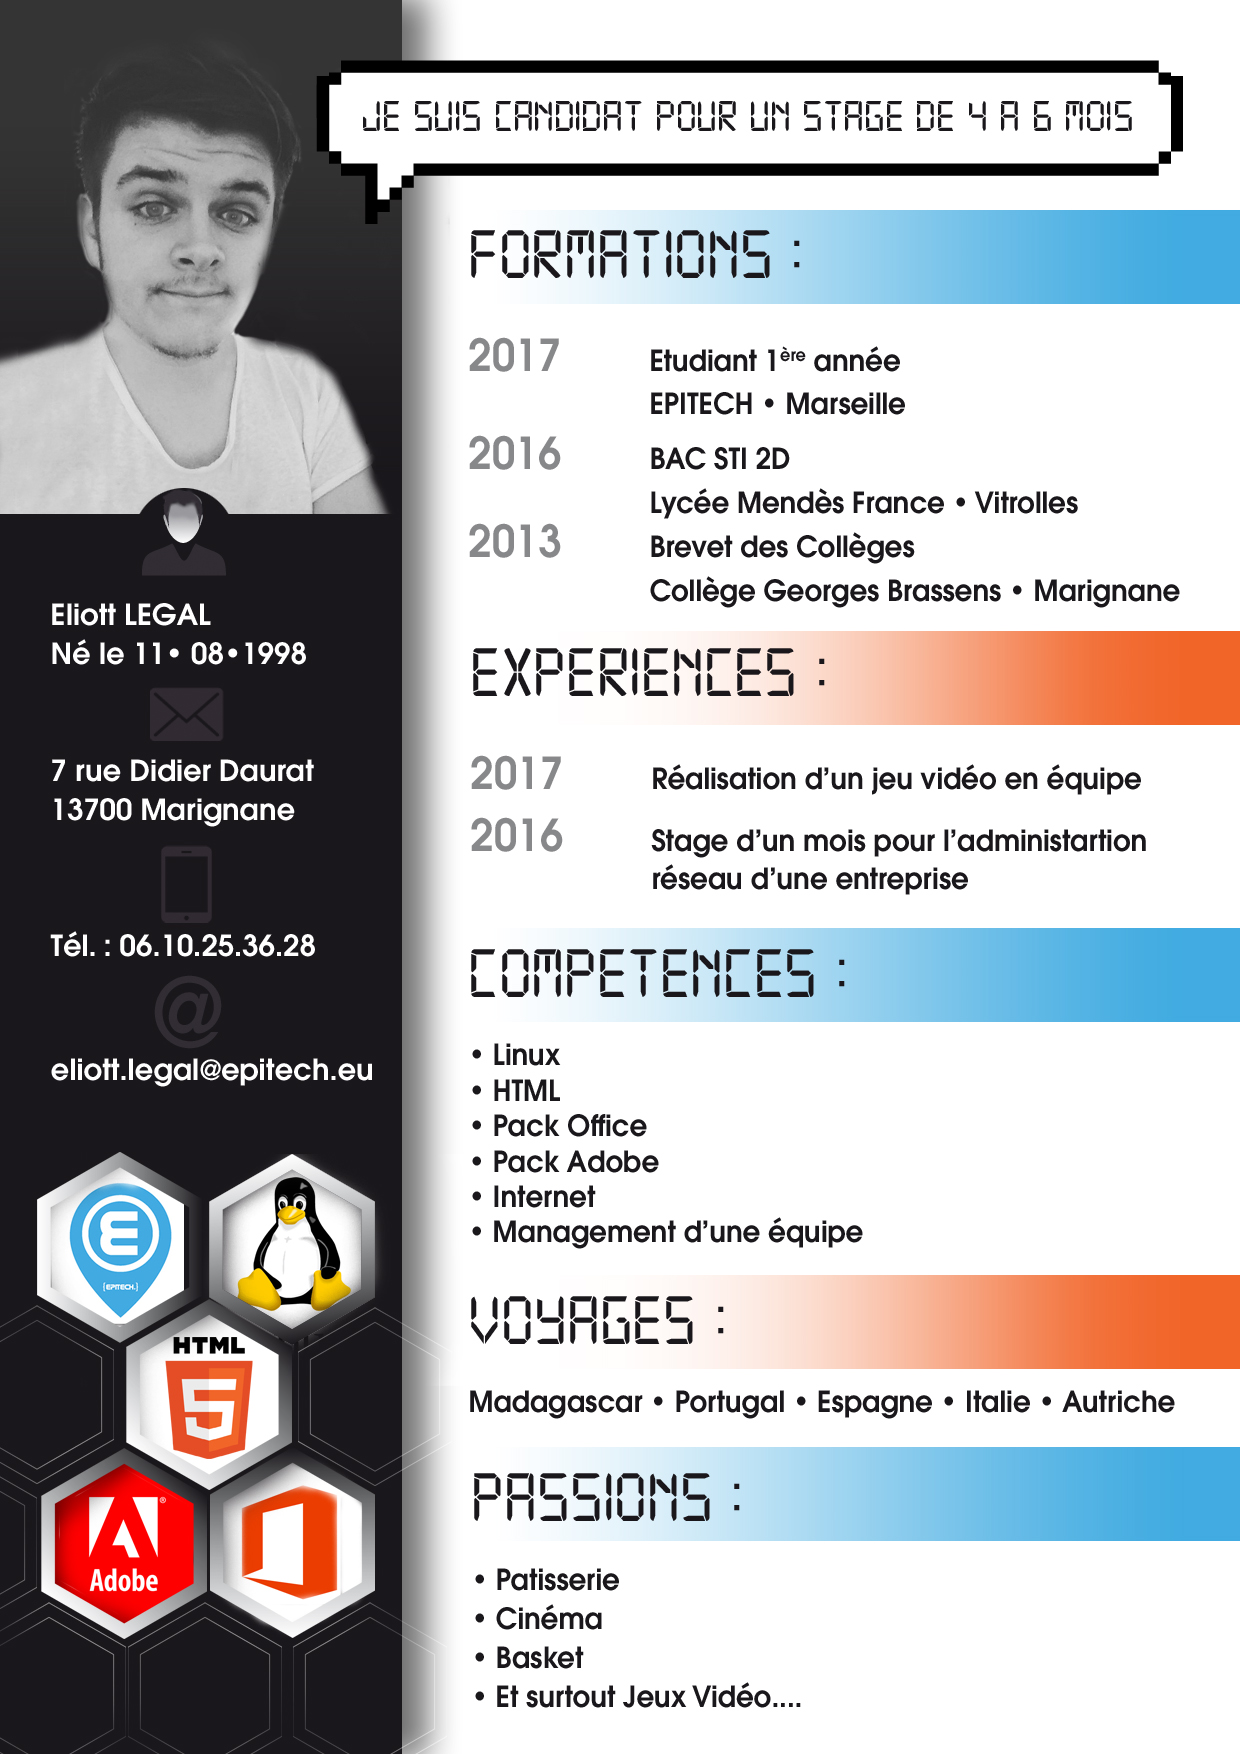 JE SUIS CANDIDAT POUR UN STAGE DE 4 A 6 MOIS
Eliott LEGAL
Né le 11• 08•1998
7 rue Didier Daurat
13700 Marignane
Tél. : 06.10.25.36.28
@
eliott.legal@epitech.eu
{EPITECH.}
HTML
5
Adobe
FORMATIONS :
2017 Etudiant 1ère année
EPITECH • Marseille
2016 BAC STI 2D
Lycée Mendès France • Vitrolles
2013 Brevet des Collèges
Collège Georges Brassens • Marignane
EXPERIENCES :
2017 Réalisation d’un jeu vidéo en équipe
2016 Stage d’un mois pour l’administartion
réseau d’une entreprise
COMPETENCES :
• Linux
• HTML
• Pack Office
• Pack Adobe
• Internet
• Management d’une équipe
VOYAGES :
Madagascar • Portugal • Espagne • Italie • Autriche
PASSIONS :
• Patisserie
• Cinéma
• Basket
• Et surtout Jeux Vidéo....